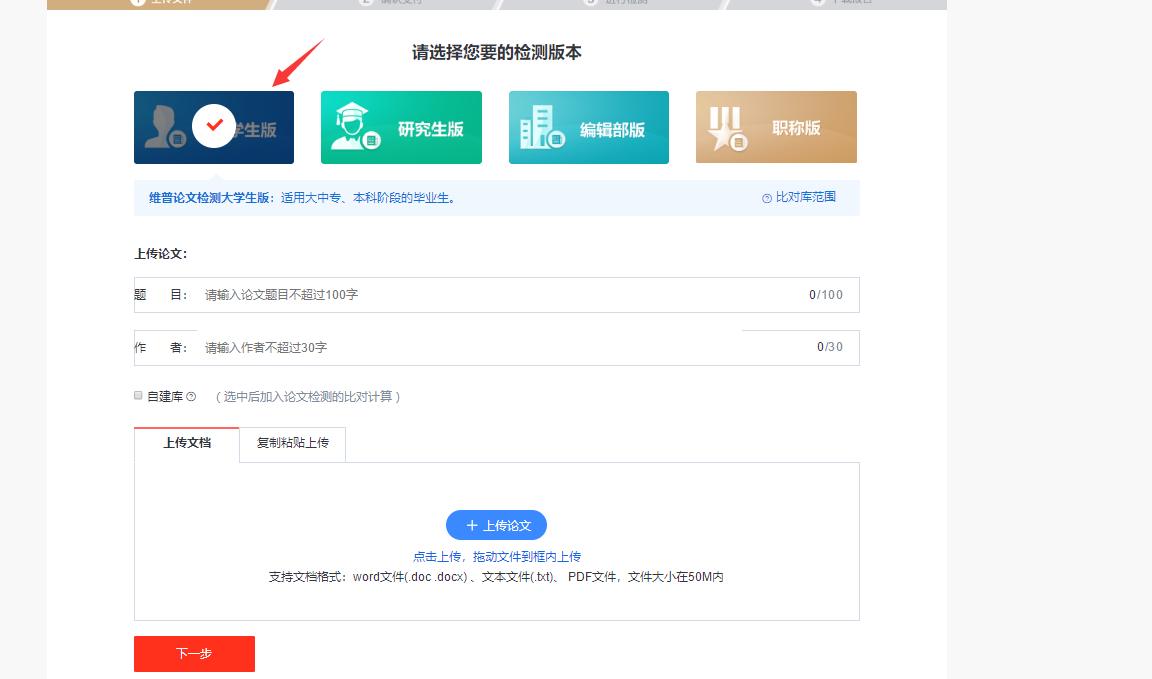 请选择您要的检测版本
学生版
研究生版
编辑部版
职称版
维普论文检测大学生版：适用大中专、本科阶段的毕业生。
比对库范围
上传论文：
题 目： 请输入论文题目不超过100字 0/100
作 者： 请输入作者不超过30字 0/30
自建库 （选中后加入论文检测的比对计算）
上传文档 复制粘贴上传
＋ 上传论文
点击上传，拖动文件到框内上传
支持文档格式：word文件(.doc .docx) 、文本文件(.txt)、 PDF文件，文件大小在50M内
下一步